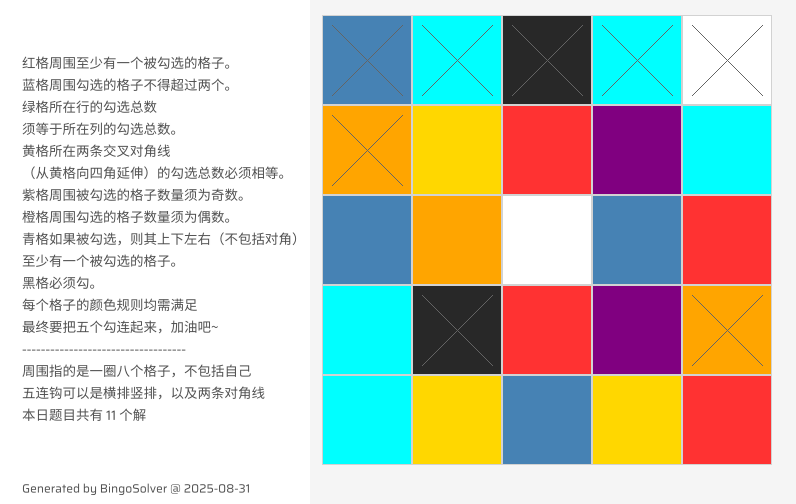 红格周围至少有一个被勾选的格子。
蓝格周围勾选的格子不得超过两个。
绿格所在行的勾选总数
须等于所在列的勾选总数。
黄格所在两条交叉对角线
（从黄格向四角延伸）的勾选总数必须相等。
紫格周围被勾选的格子数量须为奇数。
橙格周围勾选的格子数量须为偶数。
青格如果被勾选，则其上下左右（不包括对角）
至少有一个被勾选的格子。
黑格必须勾。
每个格子的颜色规则均需满足
最终要把五个勾连起来，加油吧~
-----------------------------------
周围指的是一圈八个格子，不包括自己
五连钩可以是横排竖排，以及两条对角线
本日题目共有 11 个解
Generated by BingoSolver @ 2025-08-31